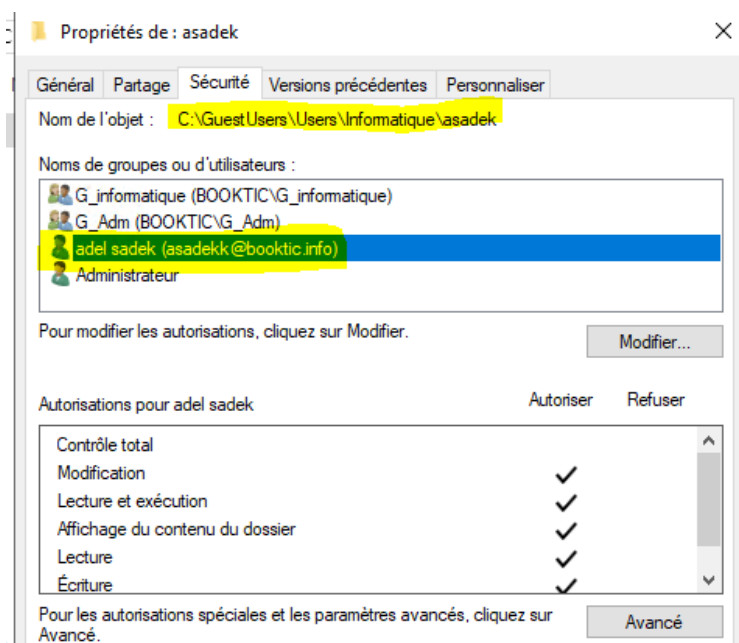 Propriétés de : asadek
Général Partage Sécurité Versions précédentes Personnaliser
Nom de l'objet : C:\GuestUsers\Users\Informatique\asadek
Noms de groupes ou d'utilisateurs :
G_informatique (BOOKTIC\G_informatique)
G_Adm (BOOKTIC\G_Adm)
adel sadek (asadekk@booktic.info)
Administrateur
Pour modifier les autorisations, cliquez sur Modifier.
Modifier...
Autorisations pour adel sadek Autoriser Refuser
Contrôle total
Modification
Lecture et exécution
Affichage du contenu du dossier
Lecture
Écriture
Pour les autorisations spéciales et les paramètres avancés, cliquez sur
Avancé.
Avancé